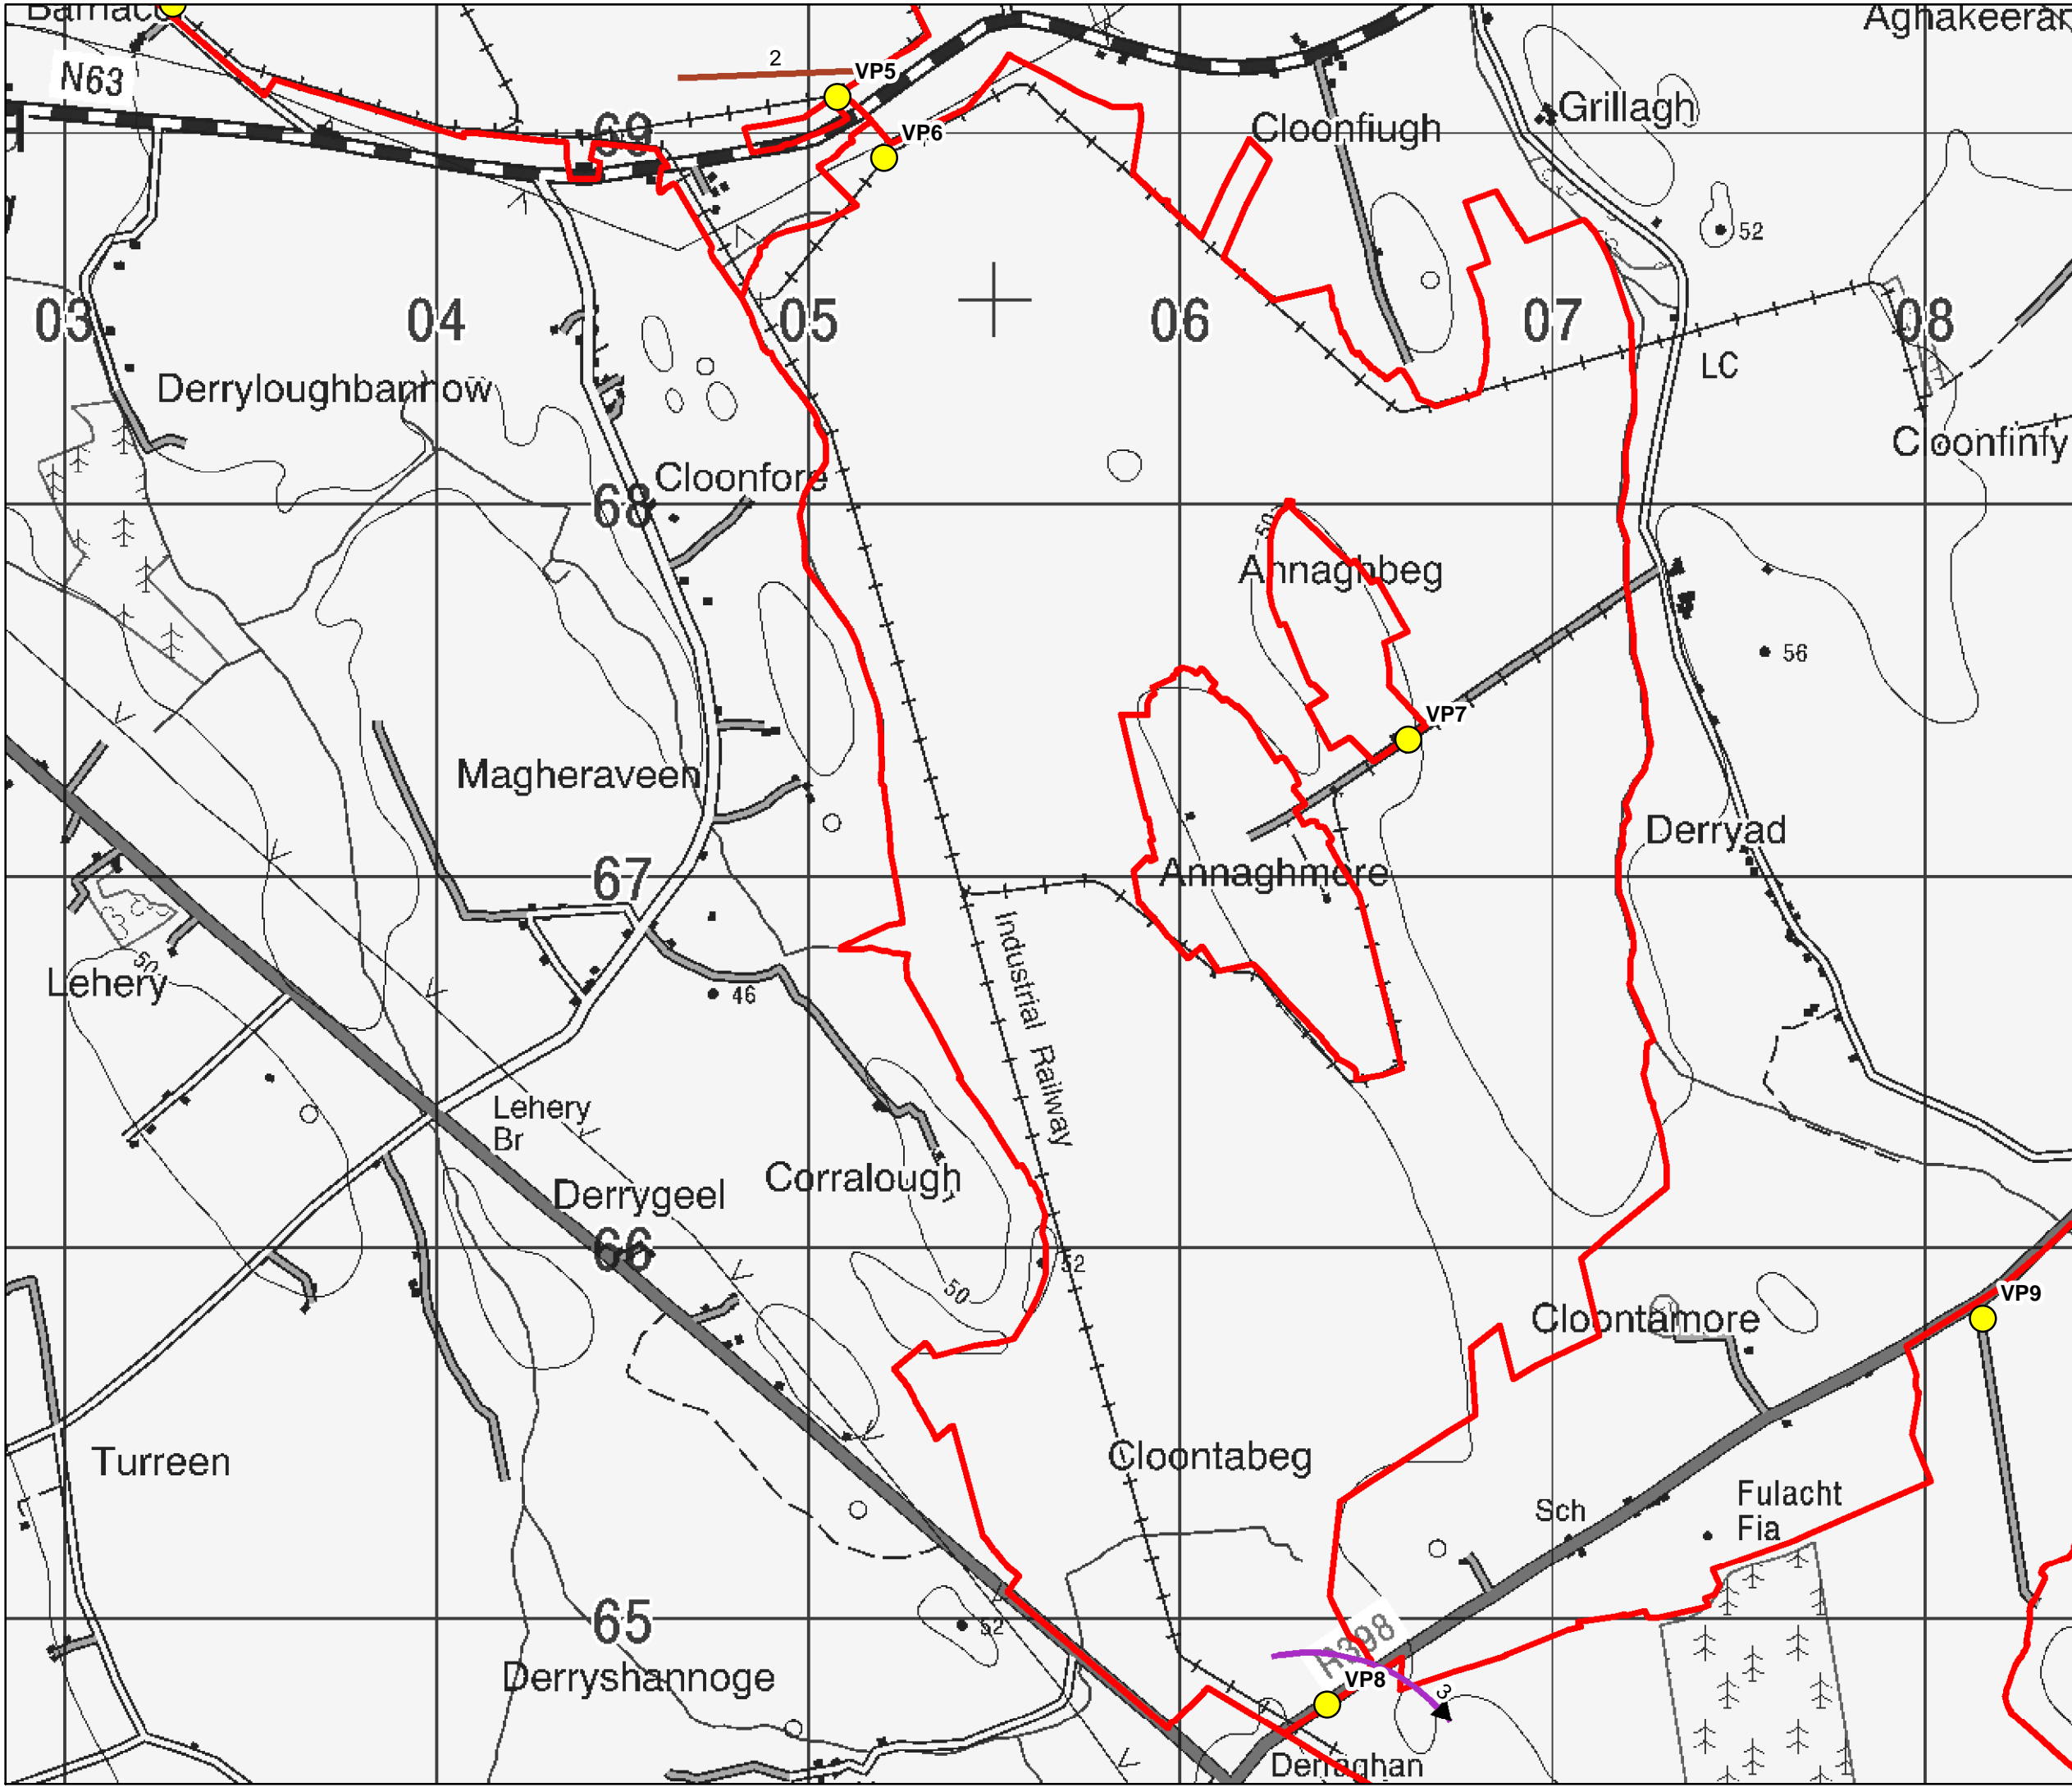 Aghakeeran
N63
2
VP5
VP6
69
Cloonfiugh
Grillagh
52
03
04
05
06
07
08
LC
Derryloughbannow
Cloonfinfy
Cloonfore
68
50
Annaghbeg
56
VP7
Magheraveen
Derryad
67
Annaghmore
Industrial Railway
Lehery
50
46
Lehery
Br
Corralough
Derrygeel
66
52
50
VP9
Cloontamore
Turreen
Cloontabeg
Sch
Fulacht
Fia
65
52
R398
Derryshannoge
VP8
3
Derraghan